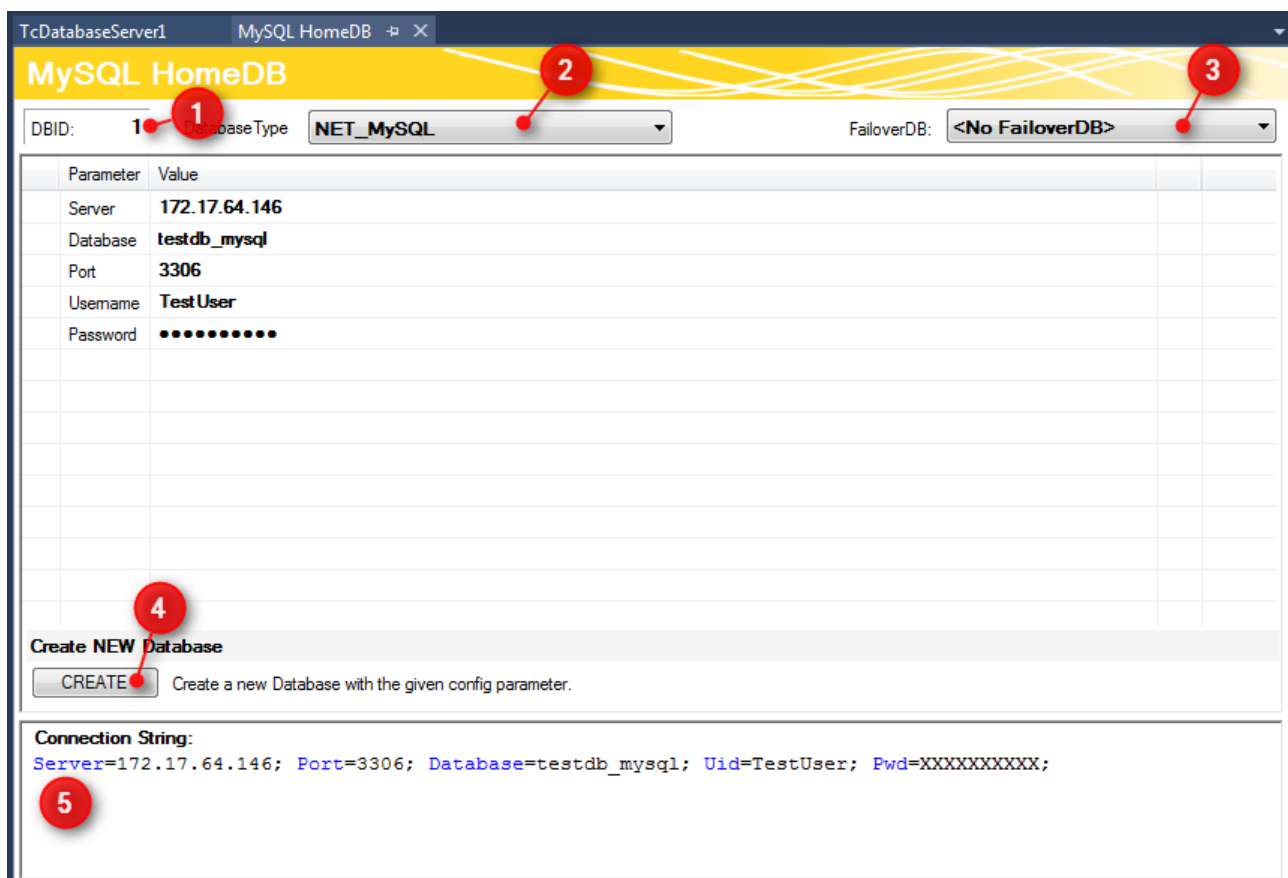 TcDatabaseServer1 MySQL HomeDB
MySQL HomeDB
2
3
1
DBID: 1 DatabaseType NET_MySQL FailoverDB: <No FailoverDB>
Parameter Value
Server 172.17.64.146
Database testdb_mysql
Port 3306
Username TestUser
Password ●●●●●●●●●●
4
Create NEW Database
CREATE Create a new Database with the given config parameter.
Connection String:
Server=172.17.64.146; Port=3306; Database=testdb_mysql; Uid=TestUser; Pwd=XXXXXXXXXX;
5